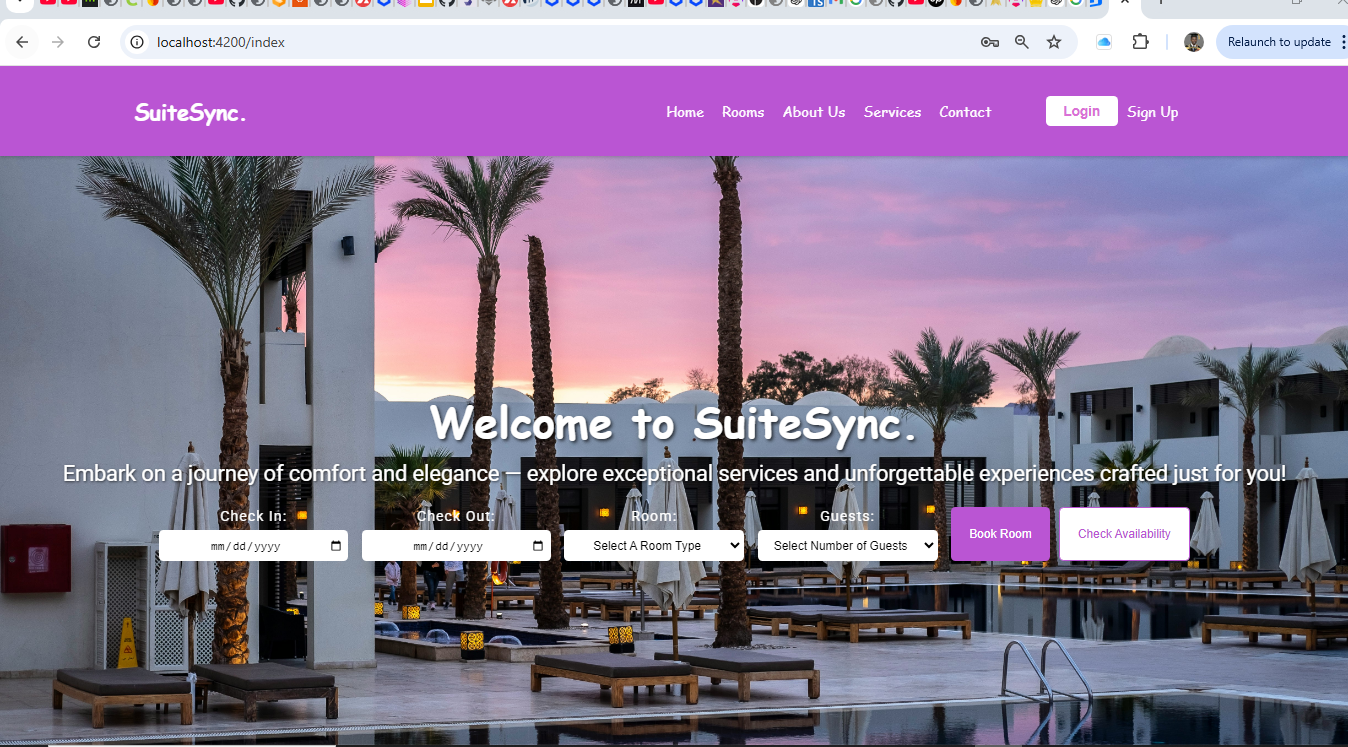 localhost:4200/index
Relaunch to update
SuiteSync.
Home Rooms About Us Services Contact Login Sign Up
Welcome to SuiteSync.
Embark on a journey of comfort and elegance — explore exceptional services and unforgettable experiences crafted just for you!
Check In: Check Out: Room: Guests:
mm/dd/yyyy mm/dd/yyyy Select A Room Type Select Number of Guests Book Room Check Availability